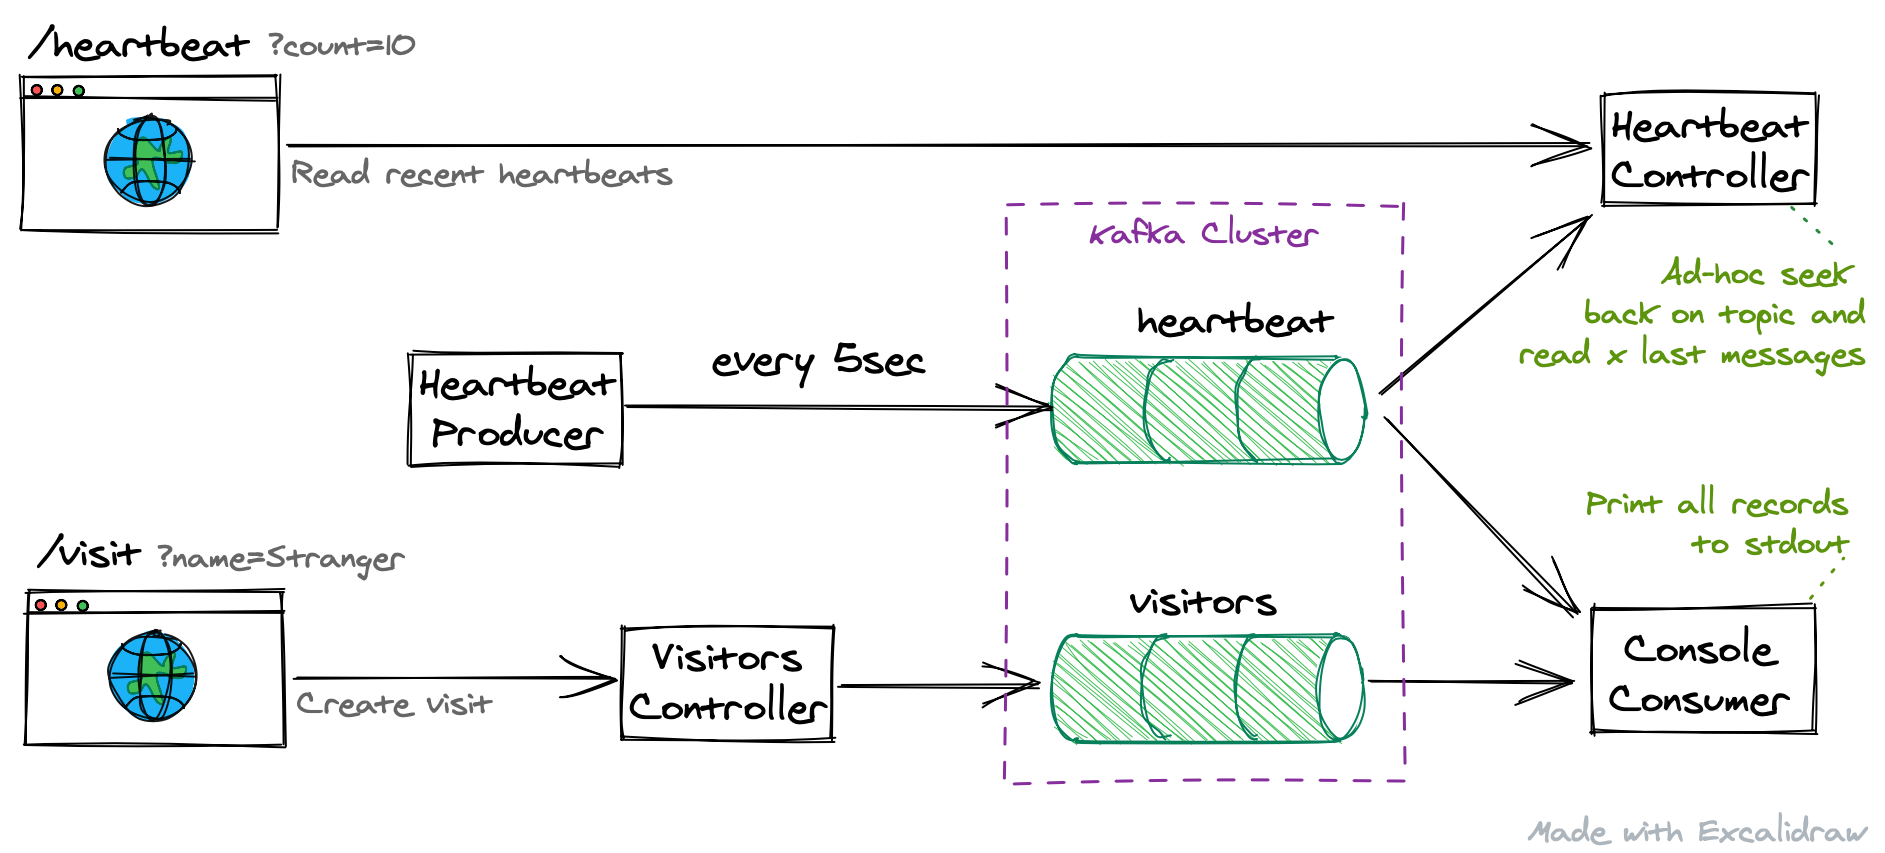 /heartbeat ?count=10
Read recent heartbeats
Heartbeat
Controller
Kafka Cluster
Ad-hoc seek
back on topic and
read x last messages
heartbeat
every 5sec
Heartbeat
Producer
Print all records
to stdout
/visit ?name=Stranger
visitors
Create visit
Visitors
Controller
Console
Consumer
Made with Excalidraw